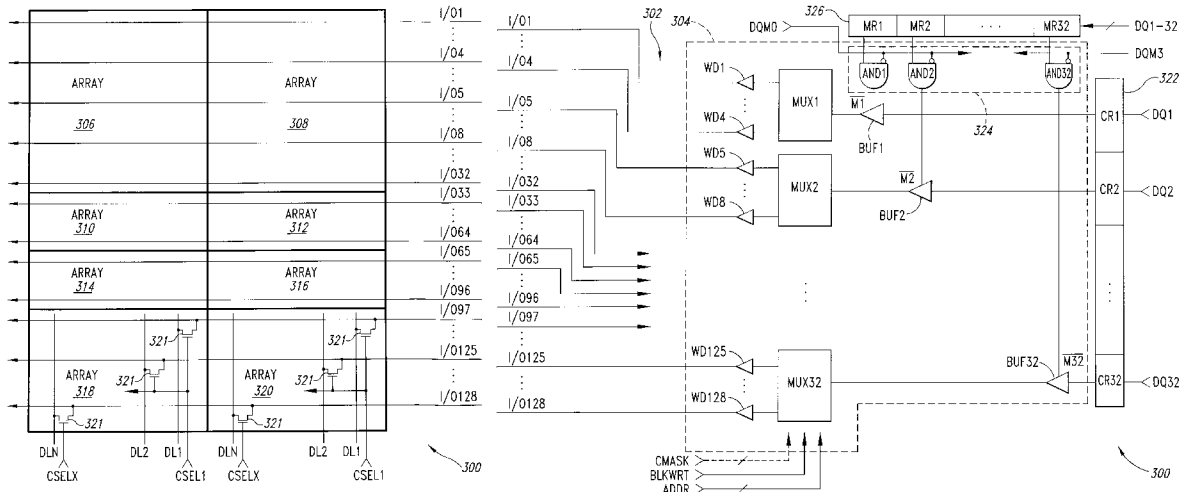 I/01 I/01
I/04 I/04
ARRAY ARRAY
I/05 I/05
306 308
I/08 I/08
I/032 I/032
I/033 I/033
ARRAY ARRAY
310 312
I/064 I/064
I/065 I/065
ARRAY ARRAY
314 316
I/096 I/096
I/097 I/097
321 321
I/0125 I/0125
321 321
ARRAY ARRAY
318 320
I/0128 I/0128
321 321
DLN DL2 DL1 DLN DL2 DL1
CSELX CSEL1 CSELX CSEL1
300
302 304
DQM0
326 MR1 MR2 ... MR32 DQ1-32
DQM3
AND1 AND2 AND32
324
322
WD1
MUX1
WD4
M1
BUF1
CR1 DQ1
WD5
MUX2
WD8
M2
BUF2
CR2 DQ2
WD125
MUX32
WD128
BUF32
M32
CR32 DQ32
CMASK
BLKWRT
ADDR
300